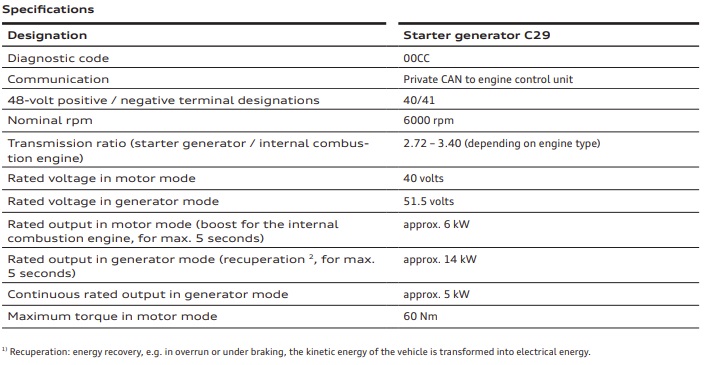 Specifications
Designation Starter generator C29
Diagnostic code 00CC
Communication Private CAN to engine control unit
48-volt positive / negative terminal designations 40/41
Nominal rpm 6000 rpm
Transmission ratio (starter generator / internal combus- 2.72 – 3.40 (depending on engine type)
tion engine)
Rated voltage in motor mode 40 volts
Rated voltage in generator mode 51.5 volts
Rated output in motor mode (boost for the internal approx. 6 kW
combustion engine, for max. 5 seconds)
Rated output in generator mode (recuperation ², for max. approx. 14 kW
5 seconds)
Continuous rated output in generator mode approx. 5 kW
Maximum torque in motor mode 60 Nm
¹⁾ Recuperation: energy recovery, e.g. in overrun or under braking, the kinetic energy of the vehicle is transformed into electrical energy.